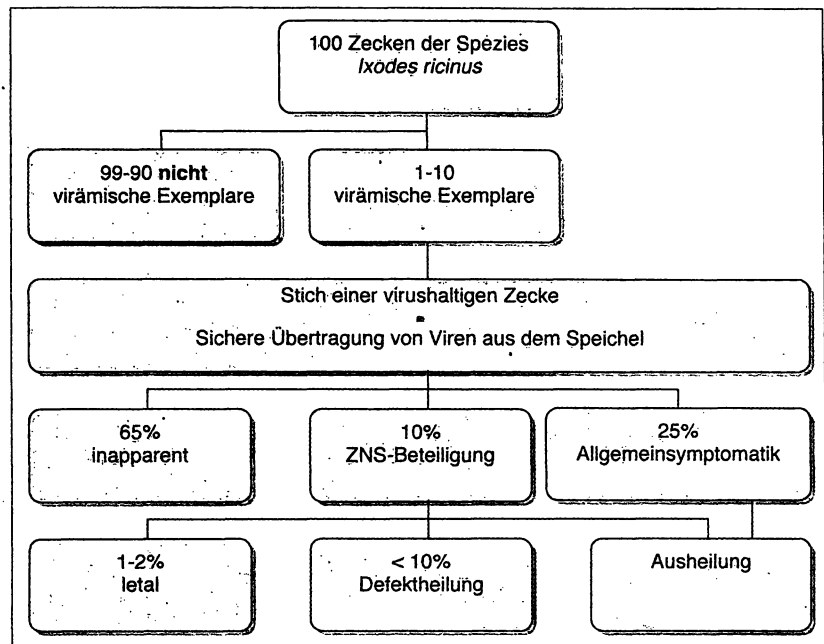 100 Zecken der Spezies
Ixodes ricinus
99-90 nicht
virämische Exemplare
1-10
virämische Exemplare
Stich einer virushaltigen Zecke
Sichere Übertragung von Viren aus dem Speichel
65%
inapparent
10%
ZNS-Beteiligung
25%
Allgemeinsymptomatik
1-2%
letal
< 10%
Defektheilung
Ausheilung